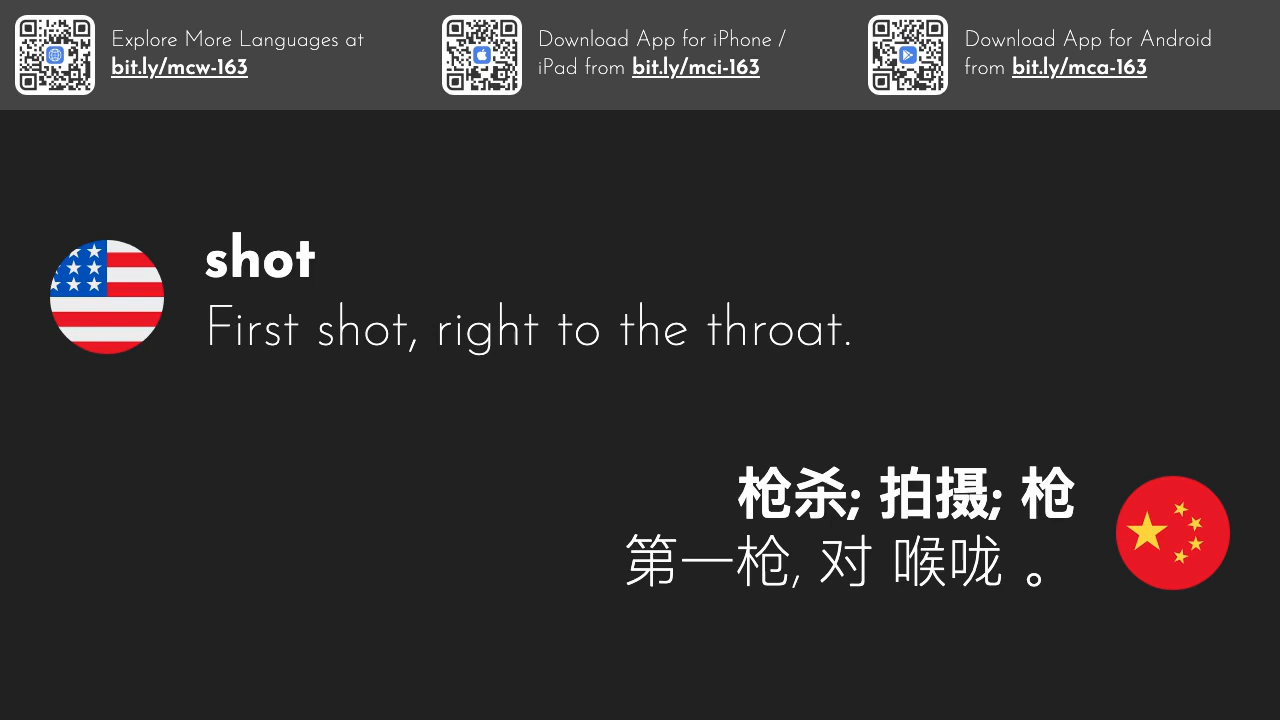 Explore More Languages at
bit.ly/mcw-163
Download App for iPhone /
iPad from bit.ly/mci-163
Download App for Android
from bit.ly/mca-163
shot
First shot, right to the throat.
枪杀; 拍摄; 枪
第一枪, 对 喉咙 。